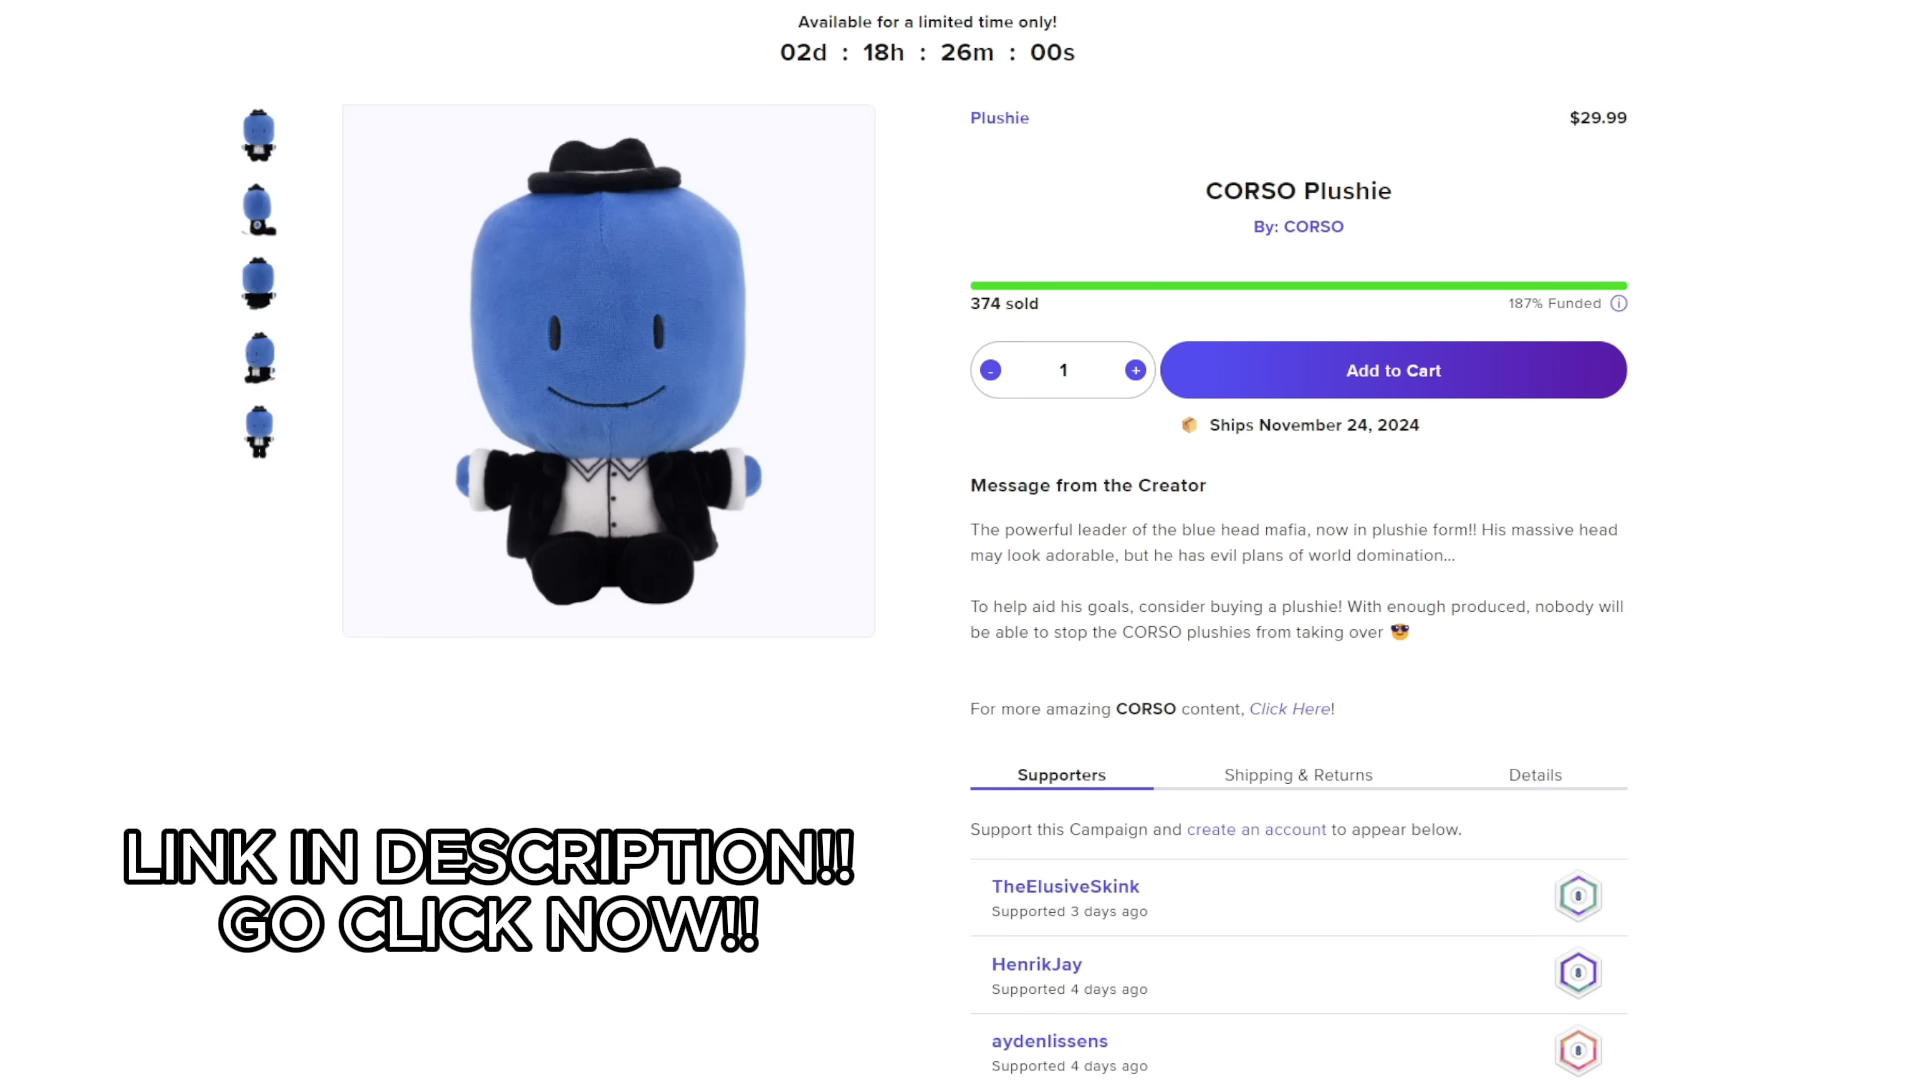 Available for a limited time only!
02d : 18h : 26m : 00s
Plushie
$29.99
CORSO Plushie
By: CORSO
374 sold
187% Funded
- 1 +
Add to Cart
📦 Ships November 24, 2024
Message from the Creator
The powerful leader of the blue head mafia, now in plushie form!! His massive head
may look adorable, but he has evil plans of world domination...
To help aid his goals, consider buying a plushie! With enough produced, nobody will
be able to stop the CORSO plushies from taking over 😎
For more amazing CORSO content, Click Here!
Supporters
Shipping & Returns
Details
Support this Campaign and create an account to appear below.
TheElusiveSkink
Supported 3 days ago
HenrikJay
Supported 4 days ago
aydenlissens
Supported 4 days ago
LINK IN DESCRIPTION!!
GO CLICK NOW!!